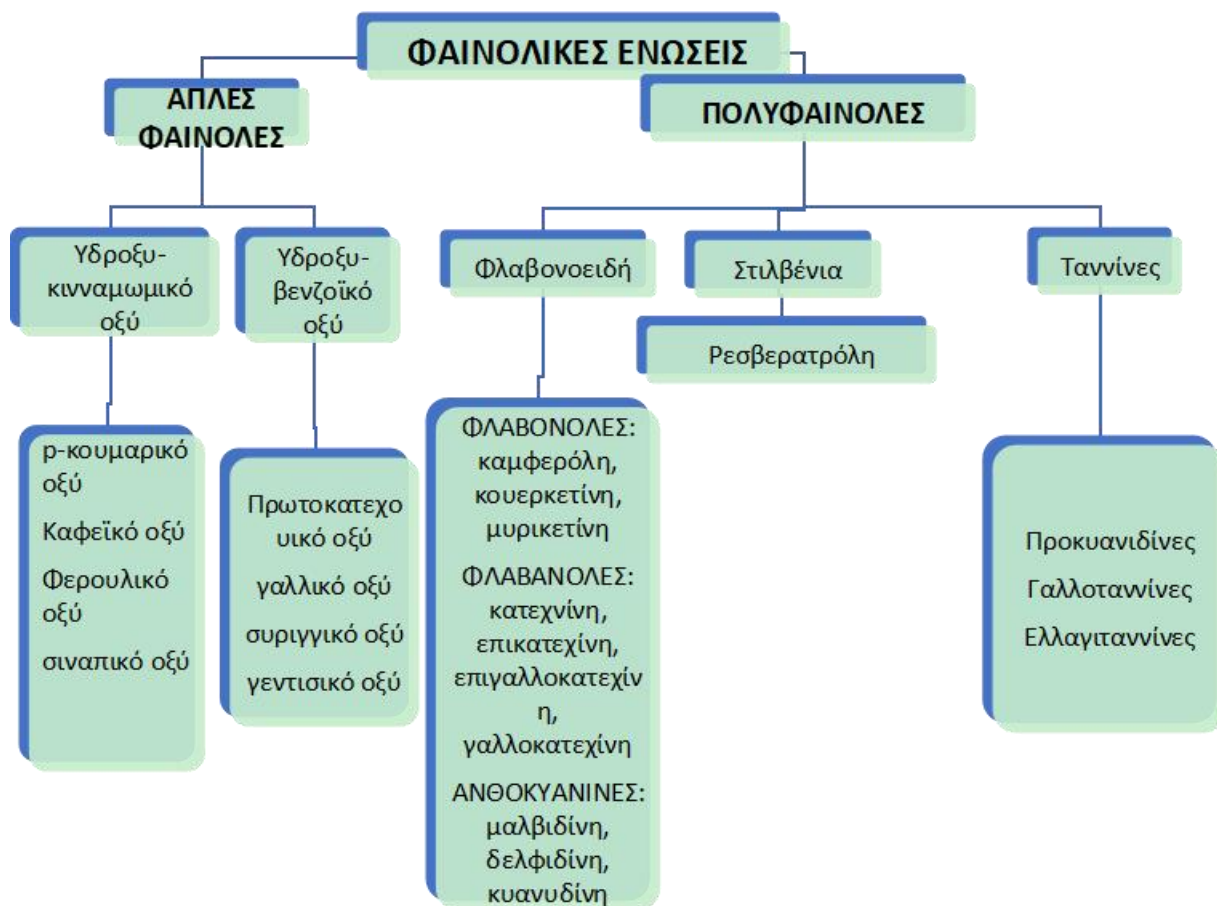 ΦΑΙΝΟΛΙΚΕΣ ΕΝΩΣΕΙΣ
ΑΠΛΕΣ
ΦΑΙΝΟΛΕΣ
ΠΟΛΥΦΑΙΝΟΛΕΣ
Υδροξυ-
κινναμωμικό
οξύ
Υδροξυ-
βενζοϊκό
οξύ
Φλαβονοειδή
Στιλβένια
Ταννίνες
Ρεσβερατρόλη
p-κουμαρικό
οξύ
Καφεϊκό οξύ
Φερουλικό
οξύ
σιναπικό οξύ
Πρωτοκατεχο
υικό οξύ
γαλλικό οξύ
συριγγικό οξύ
γεντισικό οξύ
ΦΛΑΒΟΝΟΛΕΣ:
καμφερόλη,
κουερκετίνη,
μυρικετίνη
ΦΛΑΒΑΝΟΛΕΣ:
κατεχνίνη,
επικατεχίνη,
επιγαλλοκατεχίν
η,
γαλλοκατεχίνη
ΑΝΘΟΚΥΑΝΙΝΕΣ:
μαλβιδίνη,
δελφιδίνη,
κυανυδίνη
Προκυανιδίνες
Γαλλοταννίνες
Ελλαγιταννίνες